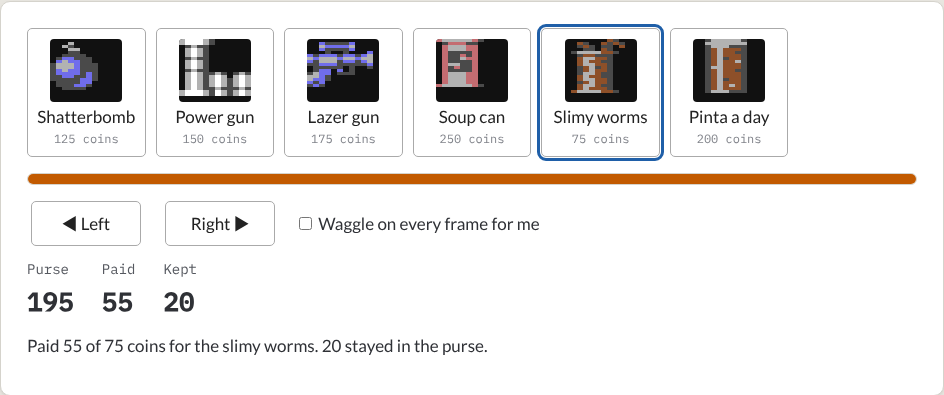 Shatterbomb Power gun Lazer gun Soup can Slimy worms Pinta a day
125 coins 150 coins 175 coins 250 coins 75 coins 200 coins
◀ Left Right ▶ Waggle on every frame for me
Purse Paid Kept
195 55 20
Paid 55 of 75 coins for the slimy worms. 20 stayed in the purse.